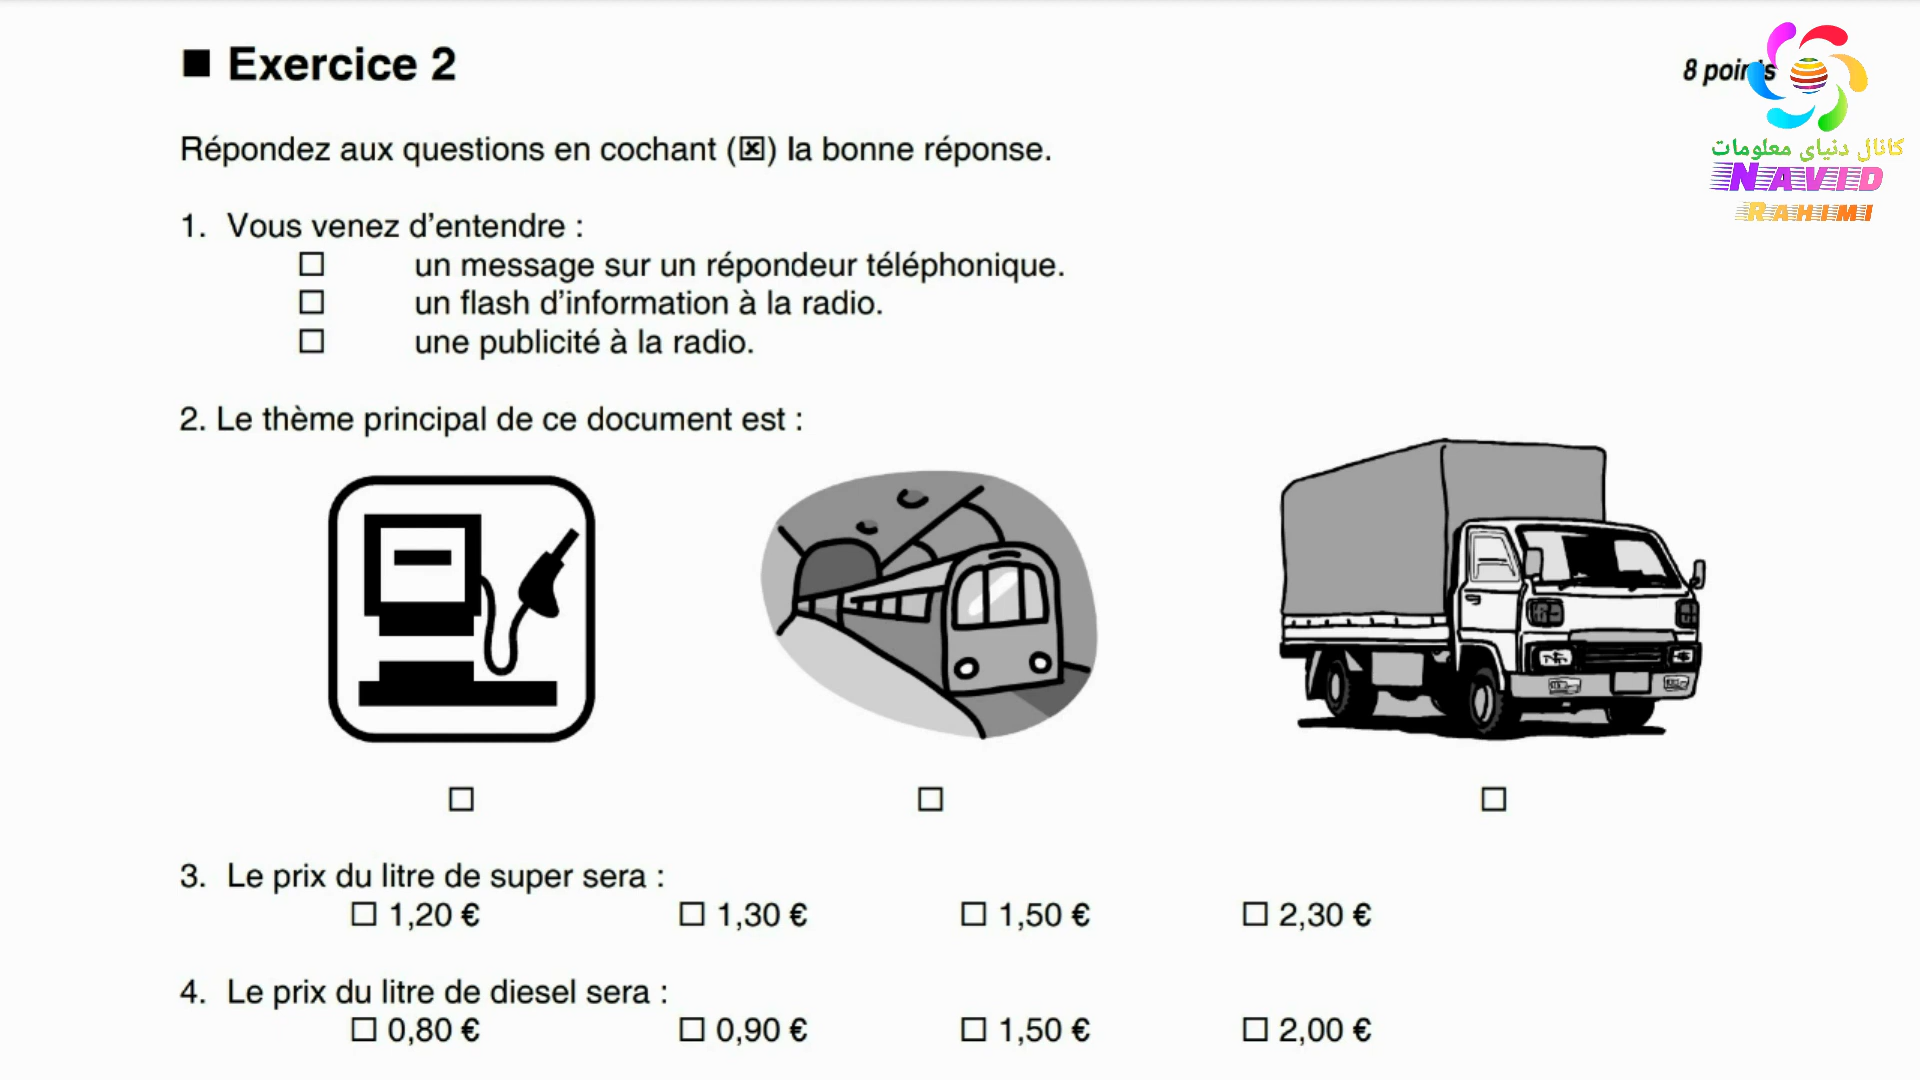 ■ Exercice 2
8 points
کانال دنیای معلومات
NAVID
RAHIMI
Répondez aux questions en cochant (☒) la bonne réponse.
1. Vous venez d'entendre :
☐ un message sur un répondeur téléphonique.
☐ un flash d'information à la radio.
☐ une publicité à la radio.
2. Le thème principal de ce document est :
☐ ☐ ☐
3. Le prix du litre de super sera :
☐ 1,20 € ☐ 1,30 € ☐ 1,50 € ☐ 2,30 €
4. Le prix du litre de diesel sera :
☐ 0,80 € ☐ 0,90 € ☐ 1,50 € ☐ 2,00 €